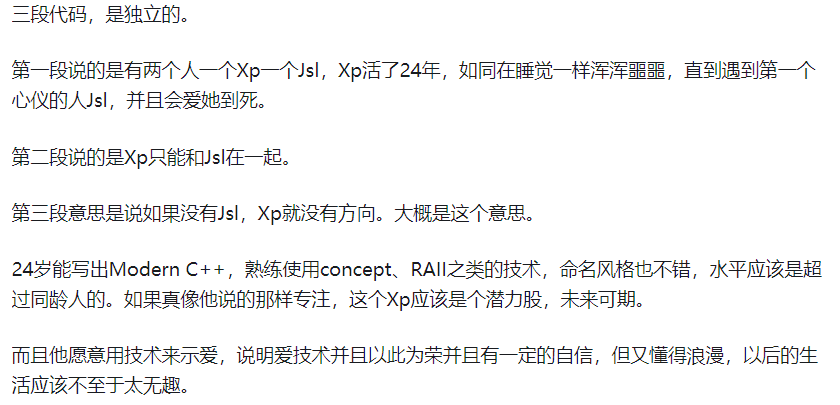 三段代码，是独立的。
第一段说的是有两个人一个Xp一个Jsl，Xp活了24年，如同在睡觉一样浑浑噩噩，直到遇到第一个
心仪的人Jsl，并且会爱她到死。
第二段说的是Xp只能和Jsl在一起。
第三段意思是说如果没有Jsl，Xp就没有方向。大概是这个意思。
24岁能写出Modern C++，熟练使用concept、RAII之类的技术，命名风格也不错，水平应该是超
过同龄人的。如果真像他说的那样专注，这个Xp应该是个潜力股，未来可期。
而且他愿意用技术来示爱，说明爱技术并且以此为荣并且有一定的自信，但又懂得浪漫，以后的生
活应该不至于太无趣。